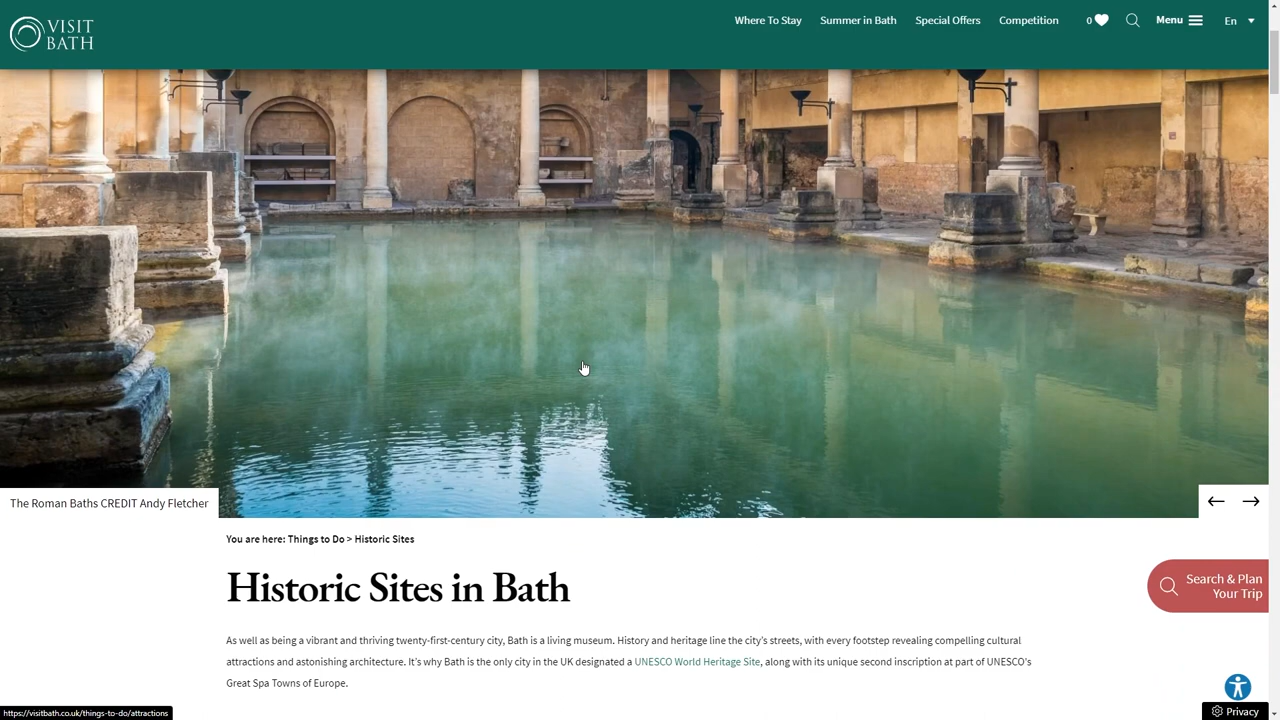 VISIT
BATH
Where To Stay
Summer in Bath
Special Offers
Competition
0
Menu
En
The Roman Baths CREDIT Andy Fletcher
You are here: Things to Do > Historic Sites
Historic Sites in Bath
Search & Plan
Your Trip
As well as being a vibrant and thriving twenty-first-century city, Bath is a living museum. History and heritage line the city's streets, with every footstep revealing compelling cultural
attractions and astonishing architecture. It's why Bath is the only city in the UK designated a UNESCO World Heritage Site, along with its unique second inscription at part of UNESCO's
Great Spa Towns of Europe.
https://visitbath.co.uk/things-to-do/attractions
Privacy